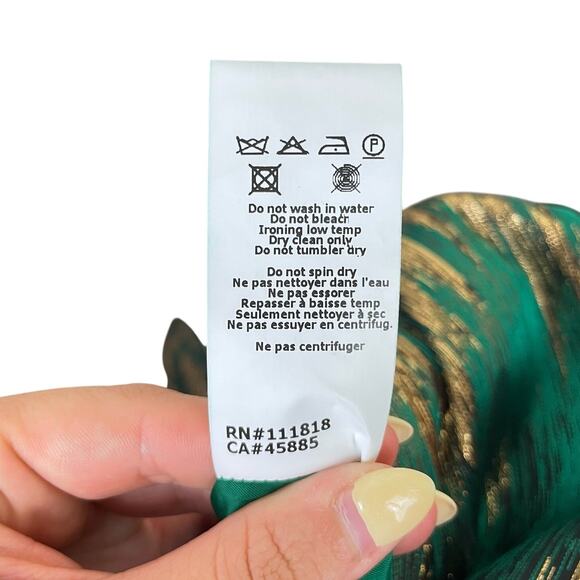 P
Do not wash in water
Do not bleacr
Ironing low temp
Dry clean only
Do not tumbler dry
Do not spin dry
Ne pas nettoyer dans l'eau
Ne pas essorer
Repasser à baisse temp
Seulement nettoyer à sec
Ne pas essuyer en centrifug.
Ne pas centrifuger
RN#111818
CA#45885